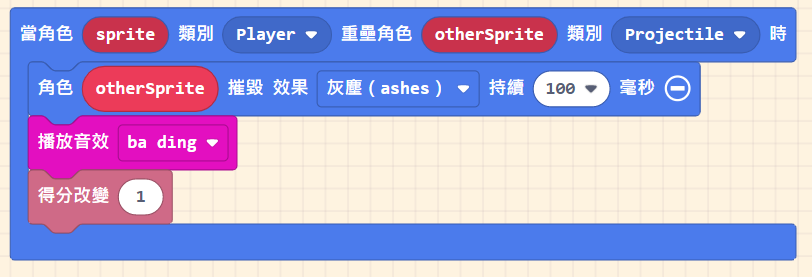 當角色 sprite 類別 Player 重疊角色 otherSprite 類別 Projectile 時
角色 otherSprite 摧毀 效果 灰塵(ashes) 持續 100 毫秒
播放音效 ba ding
得分改變 1